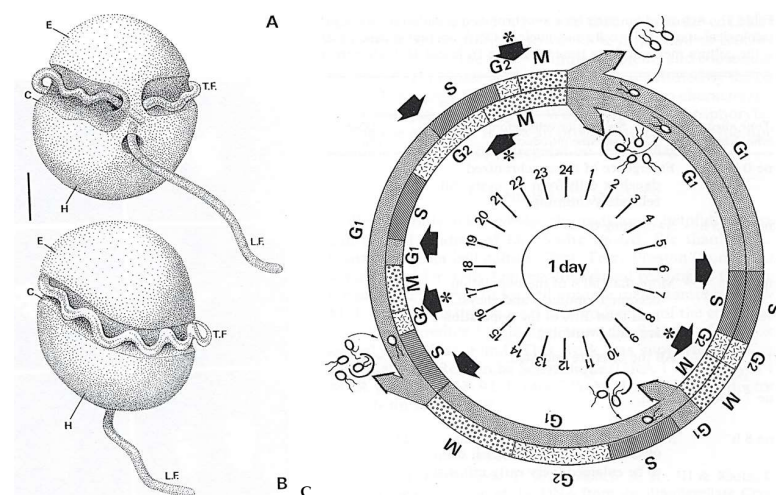 A
E
T.F.
C
H
L.F.
E
C
T.F
H
L.F.
B
C
*
G2
M
S
M
G2
*
G1
G1
G1
S
G1
M
*
G2
S
24
1
2
3
4
5
6
7
8
9
10
11
12
13
14
15
16
17
18
19
20
21
22
23
1 day
S
S
*
G2
M
G2
M
G1
G1
S
G2
M